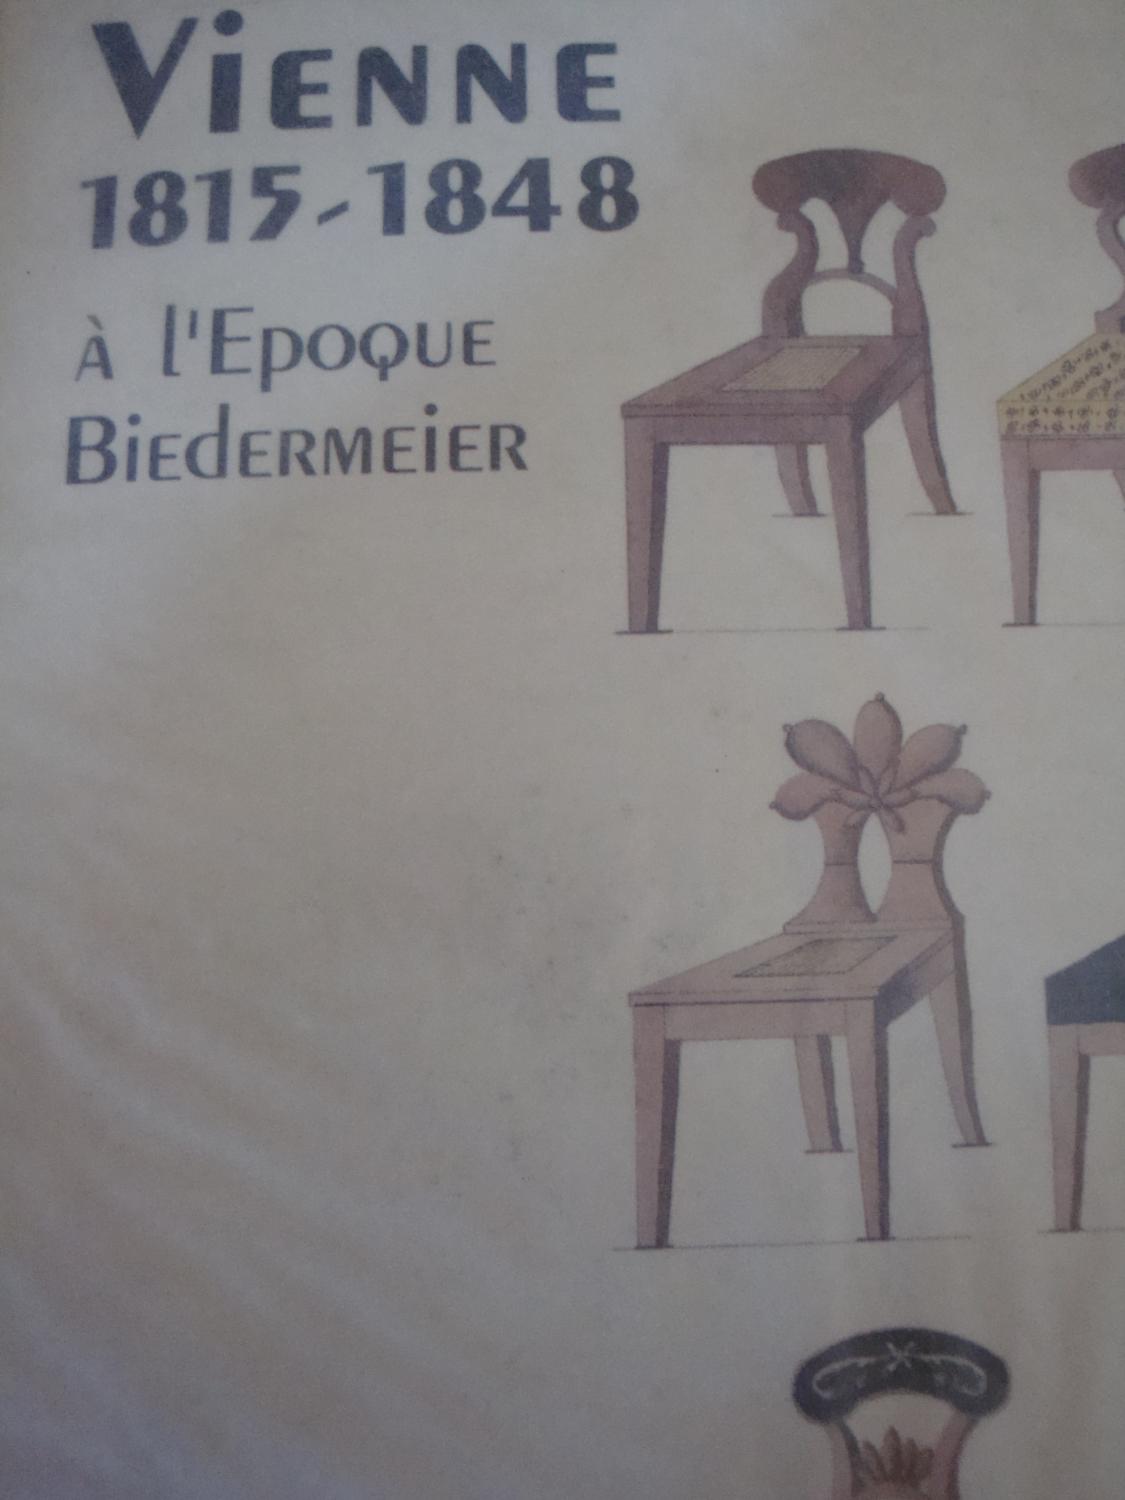 Vienne
1815-1848
à l'Epoque
Biedermeier